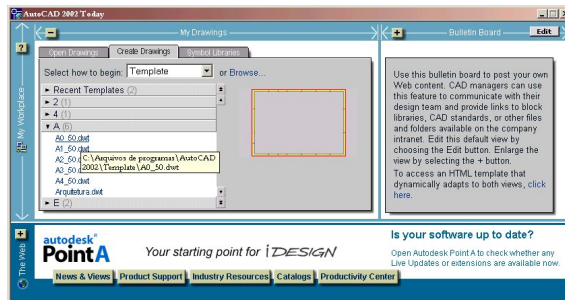 AutoCAD 2002 Today
My Drawings
Bulletin Board
Edit
Open Drawings
Create Drawings
Symbol Libraries
Select how to begin:
Template
or Browse...
Recent Templates (2)
2 (1)
4 (1)
A (6)
A0_50.dwt
A1_50.dwt
A2_50.dwt
A3_50.dwt
A4_50.dwt
Arquitetura.dwt
E (2)
C:\Arquivos de programas\AutoCAD
2002\Template\A0_50.dwt
Use this bulletin board to post your own
Web content. CAD managers can use
this feature to communicate with their
design team and provide links to block
libraries, CAD standards, or other files
and folders available on the company
intranet. Edit this default view by
choosing the Edit button. Enlarge the
view by selecting the + button.
To access an HTML template that
dynamically adapts to both views, click
here.
My Workplace
The Web
autodesk®
Point A
Your starting point for iDESIGN
News & Views
Product Support
Industry Resources
Catalogs
Productivity Center
Is your software up to date?
Open Autodesk Point A to check whether any
Live Updates or extensions are available now.